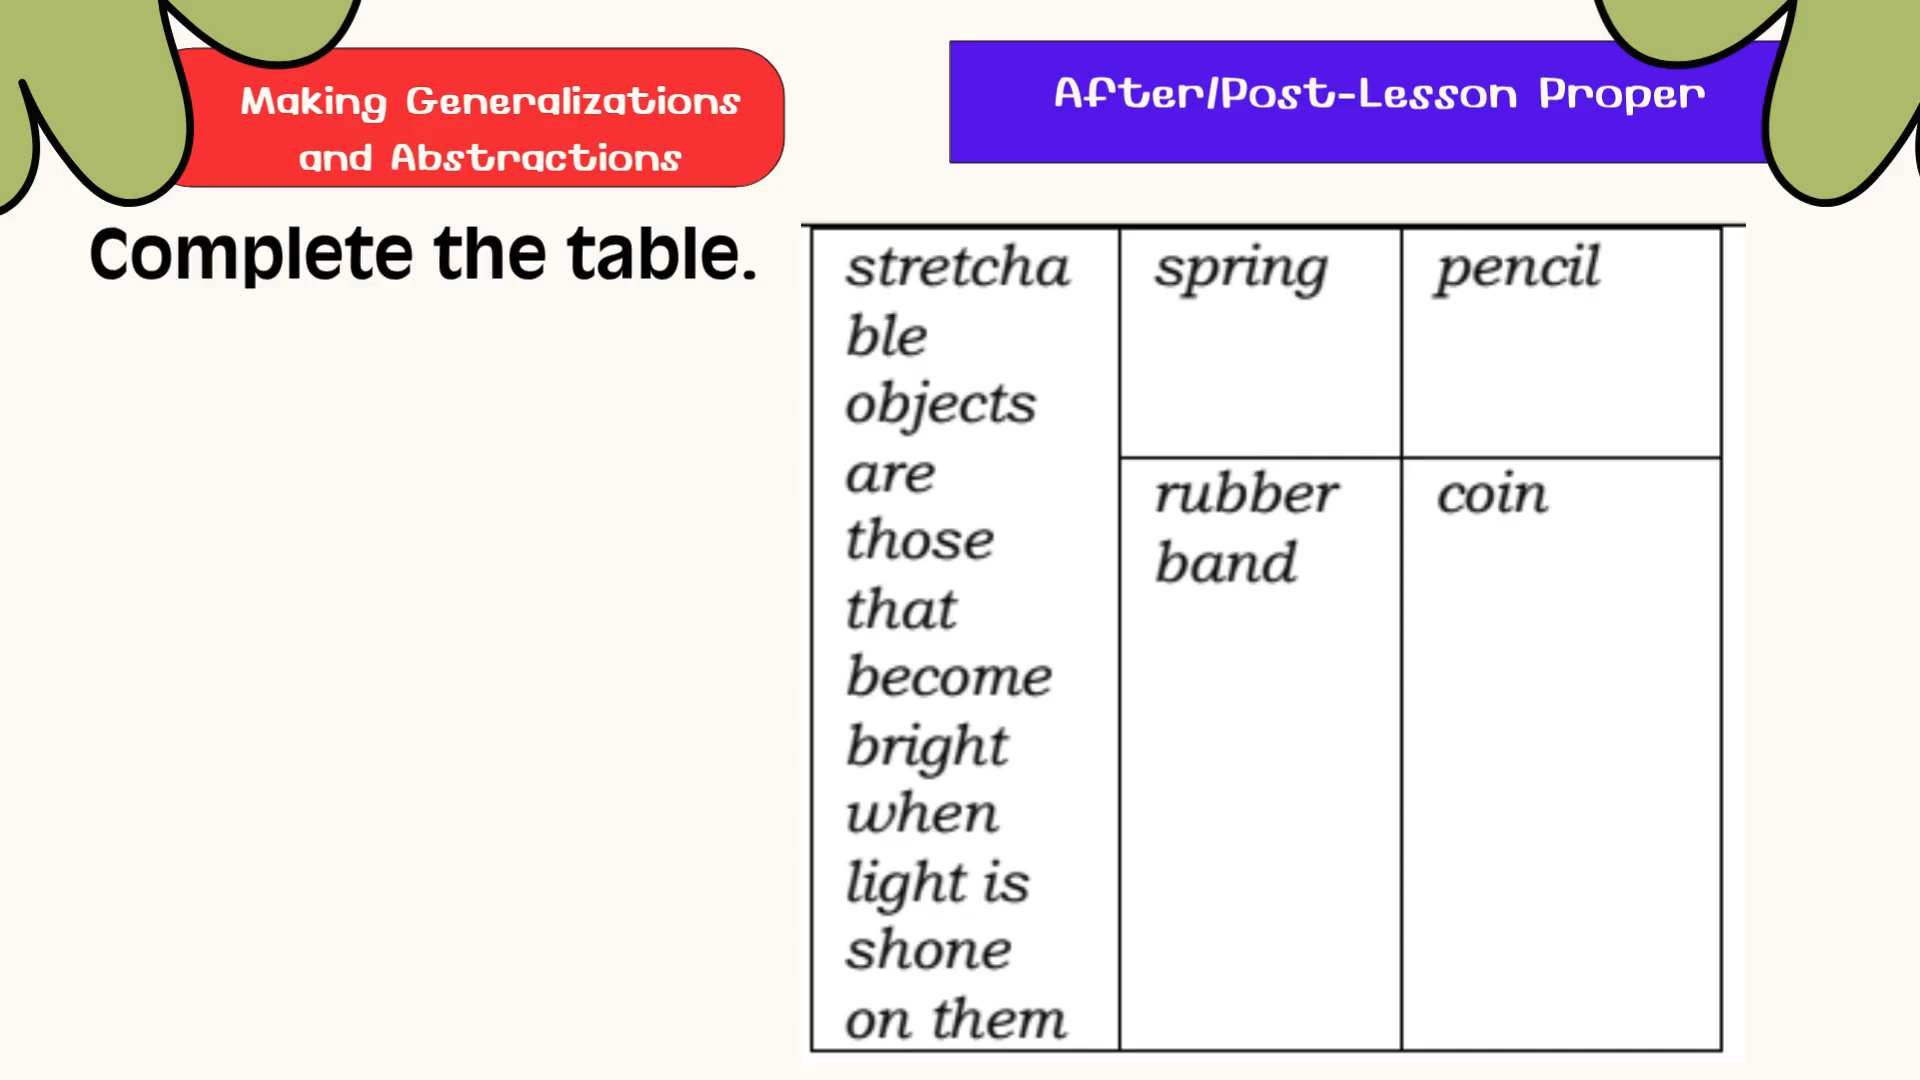 Making Generalizations
and Abstractions
After/Post-Lesson Proper
Complete the table.
stretcha
ble
objects
are
those
that
become
bright
when
light is
shone
on them
spring
pencil
rubber
band
coin